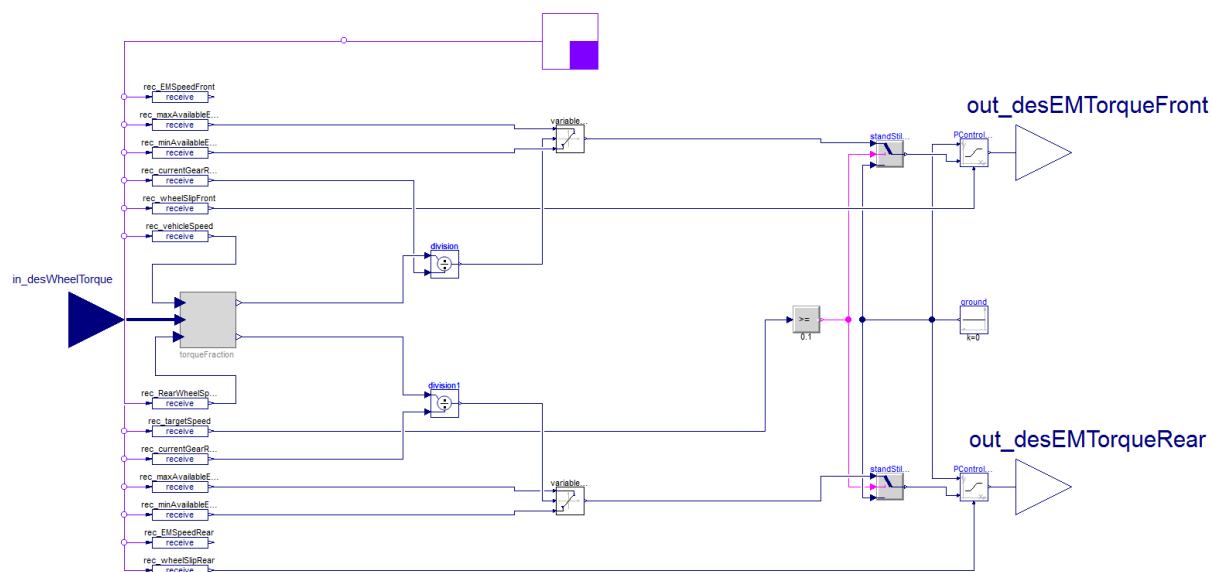 rec_EMSpeedFront
receive
out_desEMTorqueFront
rec_maxAvailableE...
receive
variable...
standStil...
PControl...
rec_minAvailableE...
receive
rec_currentGearR...
receive
rec_wheelSlipFront
receive
rec_vehicleSpeed
receive
division
in_desWheelTorque
ground
>=
0.1
k=0
torqueFraction
rec_RearWheelSp...
receive
division1
rec_targetSpeed
receive
out_desEMTorqueRear
rec_currentGearR...
receive
rec_maxAvailableE...
receive
variable...
standStil...
PControl...
rec_minAvailableE...
receive
rec_EMSpeedRear
receive
rec_wheelSlipRear
receive